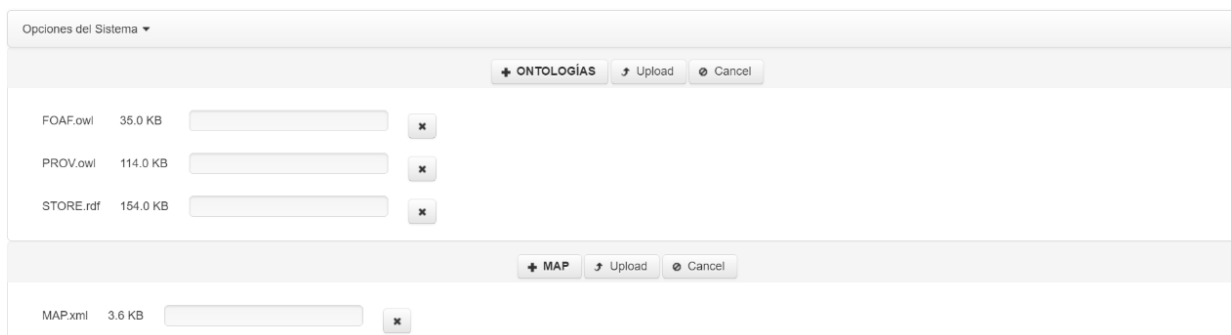 Opciones del Sistema
ONTOLOGÍAS Upload Cancel
FOAF.owl 35.0 KB
PROV.owl 114.0 KB
STORE.rdf 154.0 KB
MAP Upload Cancel
MAP.xml 3.6 KB